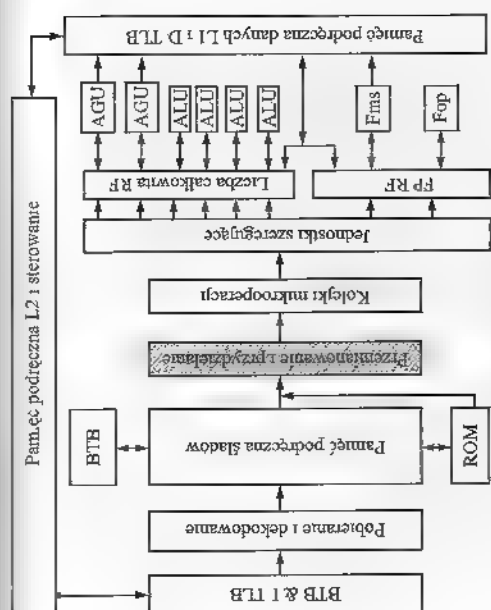 Pamięć podręczna L2 i sterowanie
BTB & I TLB
Pobieranie i dekodowanie
BTB
Pamięć podręczna śladów
ROM
Przemianowanie i przydzielanie
Kolejki mikrooperacji
Jednostki szeregujące
Liczba całkowita RF
FP RF
AGU
AGU
ALU
ALU
ALU
ALU
Fms
Fop
Pamięć podręczna danych L1 i D-TLB